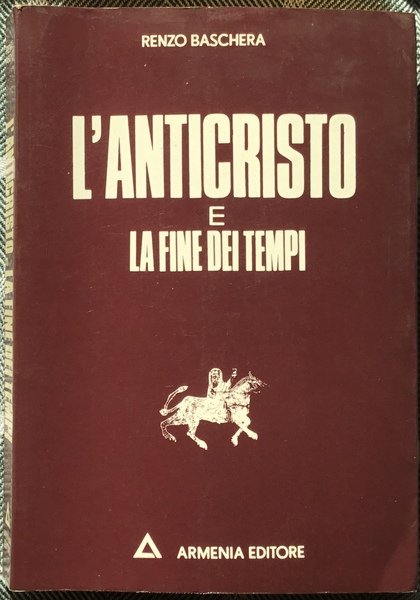 RENZO BASCHERA
L'ANTICRISTO
E
LA FINE DEI TEMPI
ARMENIA EDITORE